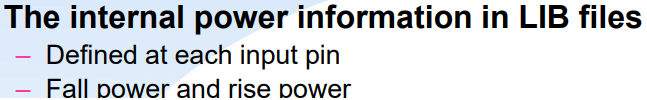 The internal power information in LIB files
– Defined at each input pin
– Fall power and rise power